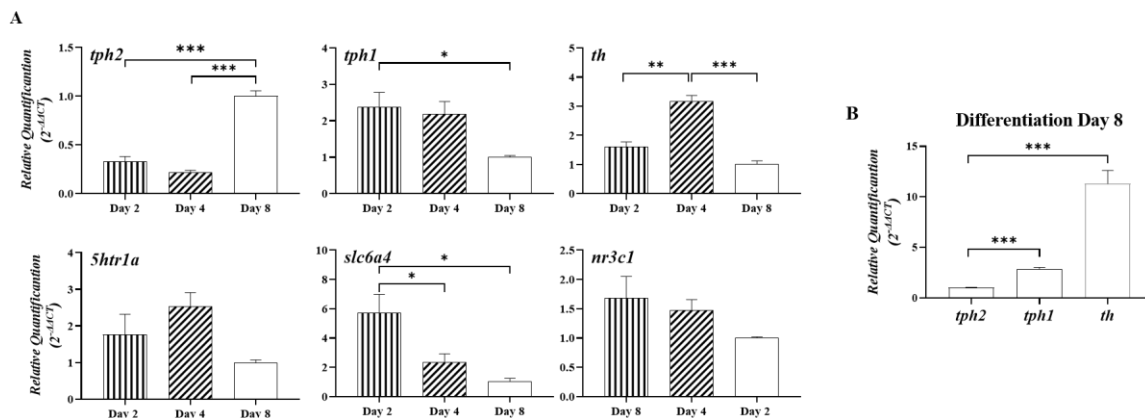 A
Relative Quantificantion
(2^-ΔΔCT)
tph2
***
***
1.5
1.0
0.5
0.0
Day 2 Day 4 Day 8
tph1
*
4
3
2
1
0
Day 2 Day 4 Day 8
th
** ***
5
4
3
2
1
0
Day 2 Day 4 Day 8
Relative Quantificantion
(2^-ΔΔCT)
5htr1a
4
3
2
1
0
Day 2 Day 4 Day 8
slc6a4
*
*
10
8
6
4
2
0
Day 2 Day 4 Day 8
nr3c1
2.5
2.0
1.5
1.0
0.5
0.0
Day 8 Day 4 Day 2
B
Differentiation Day 8
Relative Quantificantion
(2^-ΔΔCT)
***
***
15
10
5
0
tph2 tph1 th